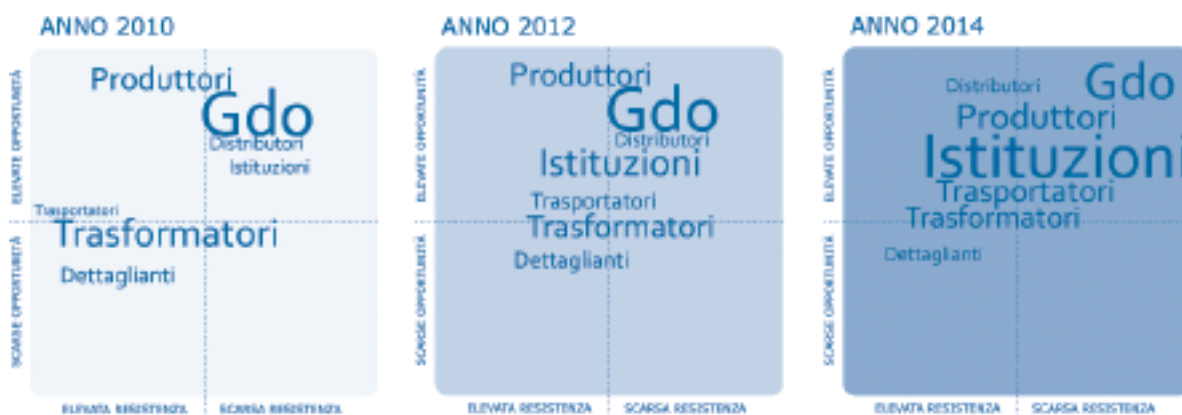 ANNO 2010
ELEVATE OPPORTUNITÀ
SCARSE OPPORTUNITÀ
Produttori
Gdo
Distributori
Istituzioni
Trasportatori
Trasformatori
Dettaglianti
ELEVATA RESISTENZA
SCARSA RESISTENZA
ANNO 2012
ELEVATE OPPORTUNITÀ
SCARSE OPPORTUNITÀ
Produttori
Gdo
Distributori
Istituzioni
Trasportatori
Trasformatori
Dettaglianti
ELEVATA RESISTENZA
SCARSA RESISTENZA
ANNO 2014
ELEVATE OPPORTUNITÀ
SCARSE OPPORTUNITÀ
Gdo
Distributori
Produttori
Istituzioni
Trasportatori
Trasformatori
Dettaglianti
ELEVATA RESISTENZA
SCARSA RESISTENZA